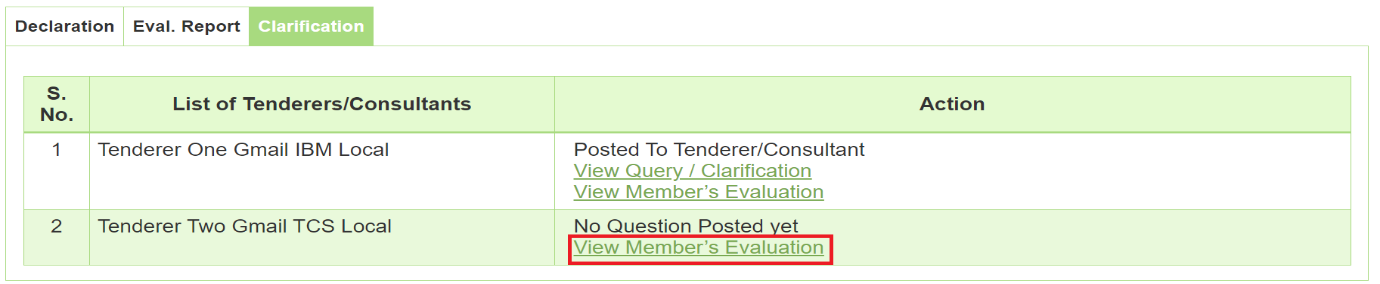 Declaration Eval. Report Clarification
S. No. List of Tenderers/Consultants Action
1 Tenderer One Gmail IBM Local Posted To Tenderer/Consultant
View Query / Clarification
View Member’s Evaluation
2 Tenderer Two Gmail TCS Local No Question Posted yet
View Member’s Evaluation